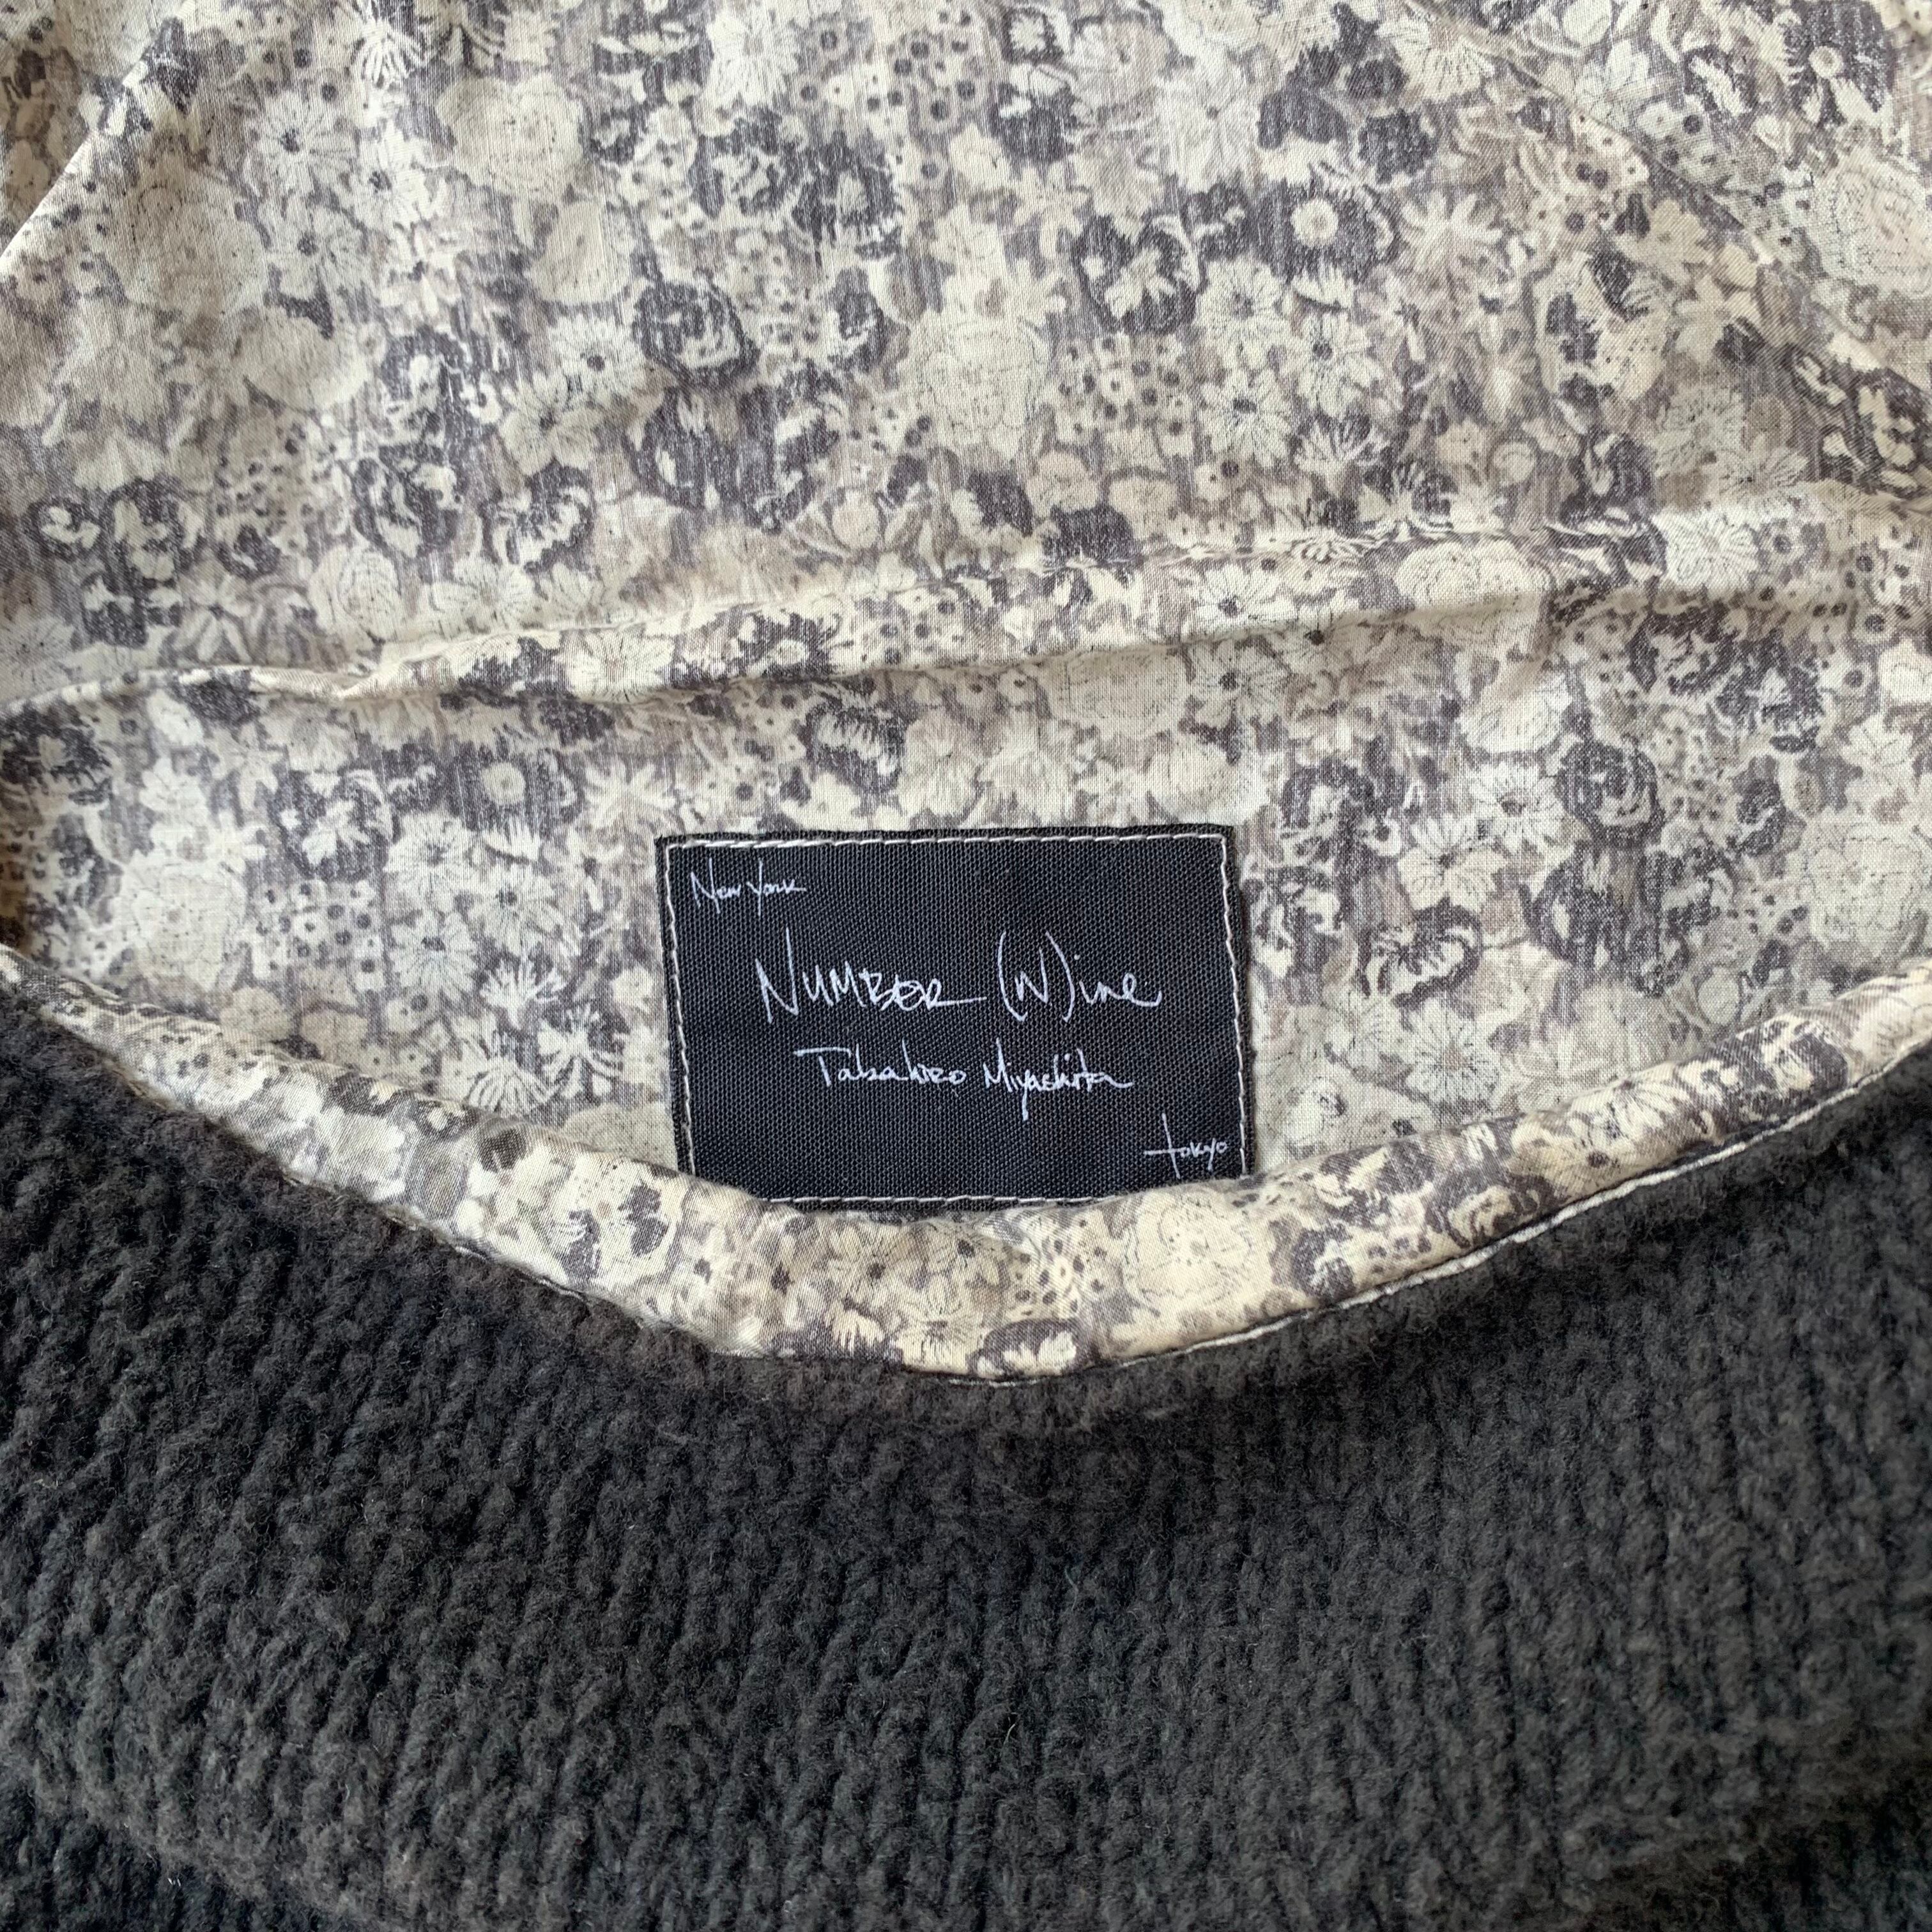 New York
NUMBER (N)ine
Takahiro Miyashita
tokyo